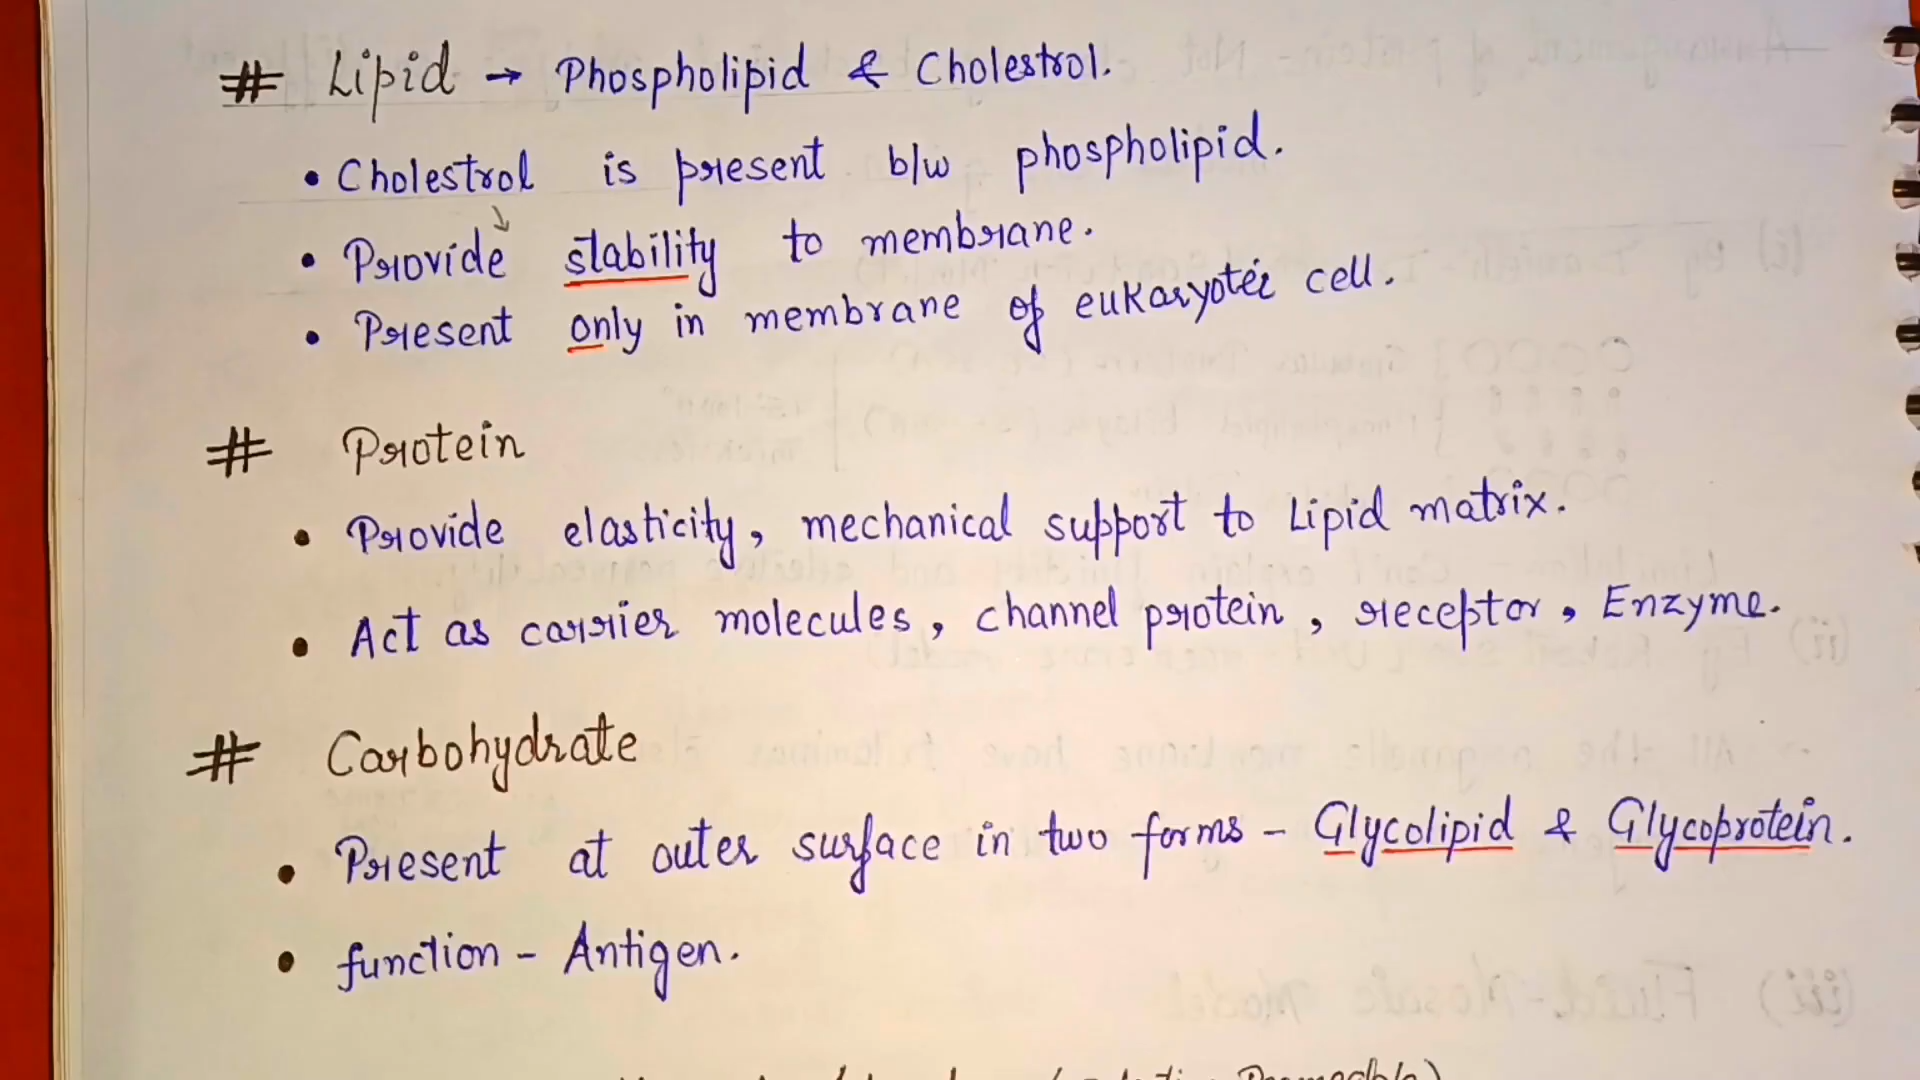 # Lipid → Phospholipid & Cholestrol.
• Cholestrol is present b/w phospholipid.
• Provide stability to membrane.
• Present only in membrane of eukaryotic cell.
# Protein
• Provide elasticity, mechanical support to Lipid matrix.
• Act as carrier molecules, channel protein, receptor, Enzyme.
# Carbohydrate
• Present at outer surface in two forms - Glycolipid & Glycoprotein.
• function - Antigen.